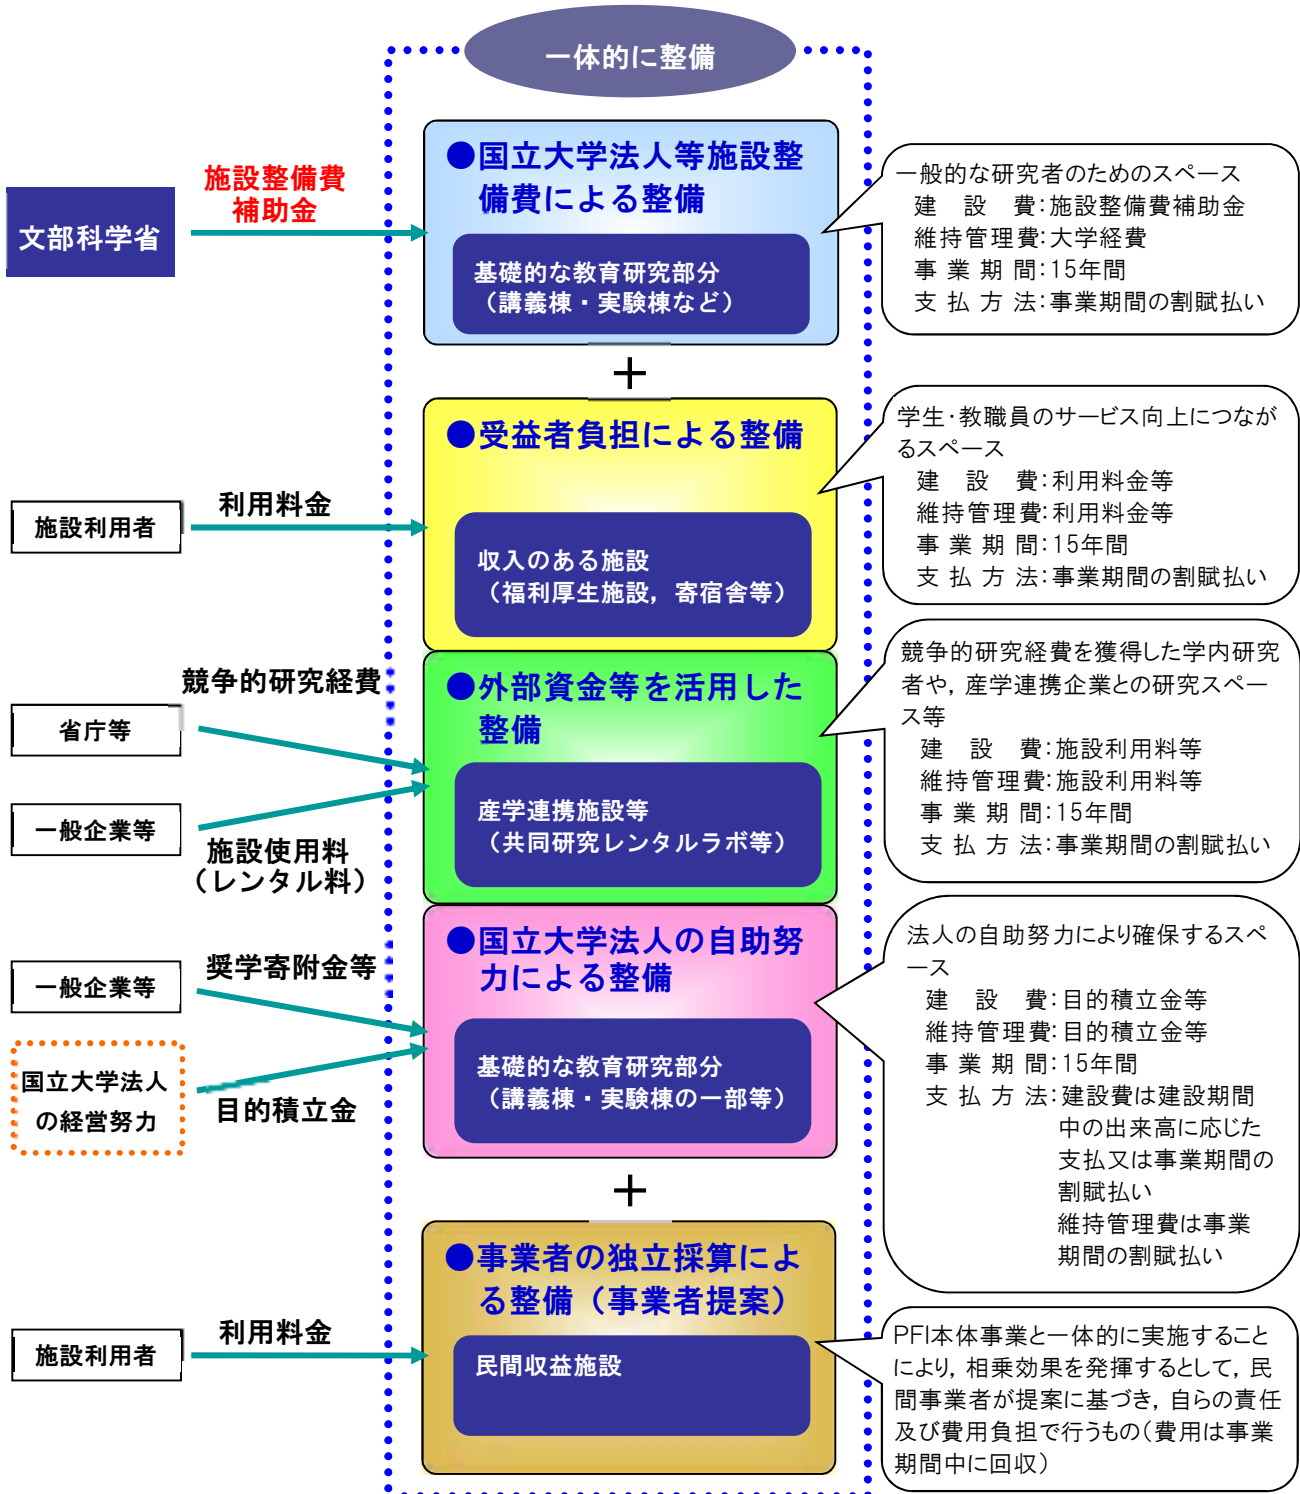 一体的に整備
文部科学省
施設整備費
補助金
●国立大学法人等施設整
備費による整備
基礎的な教育研究部分
（講義棟・実験棟など）
一般的な研究者のためのスペース
建　設　費：施設整備費補助金
維持管理費：大学経費
事 業 期 間：15年間
支 払 方 法：事業期間の割賦払い
＋
施設利用者
利用料金
●受益者負担による整備
収入のある施設
（福利厚生施設，寄宿舎等）
学生・教職員のサービス向上につなが
るスペース
建　設　費：利用料金等
維持管理費：利用料金等
事 業 期 間：15年間
支 払 方 法：事業期間の割賦払い
競争的研究経費
省庁等
一般企業等
施設使用料
（レンタル料）
●外部資金等を活用した
整備
産学連携施設等
（共同研究レンタルラボ等）
競争的研究経費を獲得した学内研究
者や，産学連携企業との研究スペー
ス等
建　設　費：施設利用料等
維持管理費：施設利用料等
事 業 期 間：15年間
支 払 方 法：事業期間の割賦払い
奨学寄附金等
一般企業等
国立大学法人
の経営努力
目的積立金
●国立大学法人の自助努
力による整備
基礎的な教育研究部分
（講義棟・実験棟の一部等）
法人の自助努力により確保するスペ
ース
建　設　費：目的積立金等
維持管理費：目的積立金等
事 業 期 間：15年間
支 払 方 法：建設費は建設期間
中の出来高に応じた
支払又は事業期間の
割賦払い
維持管理費は事業
期間の割賦払い
＋
施設利用者
利用料金
●事業者の独立採算によ
る整備（事業者提案）
民間収益施設
PFI本体事業と一体的に実施すること
により，相乗効果を発揮するとして，民
間事業者が提案に基づき，自らの責任
及び費用負担で行うもの（費用は事業
期間中に回収）